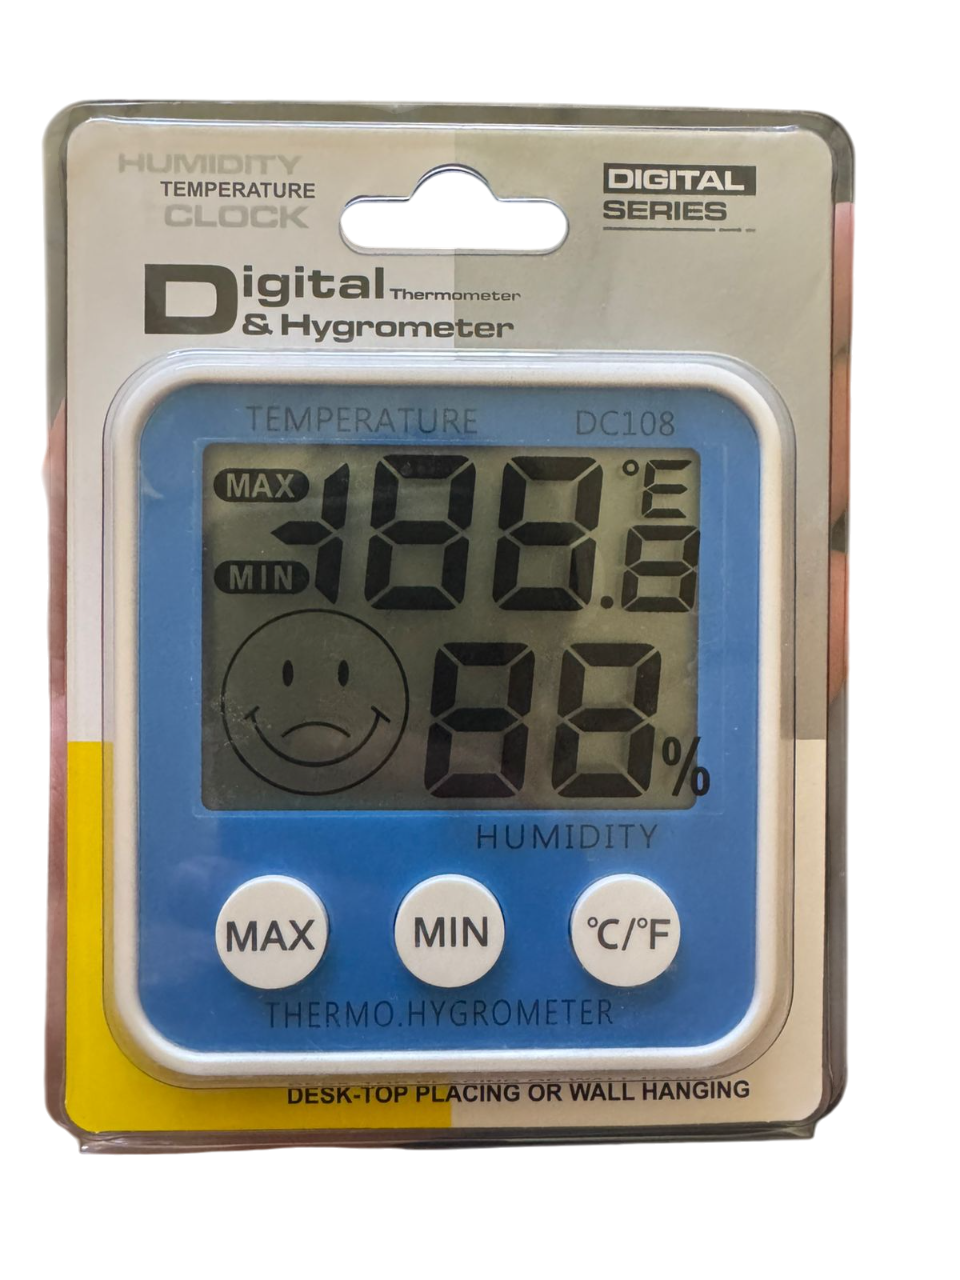 HUMIDITY
TEMPERATURE
CLOCK
DIGITAL
SERIES
Digital Thermometer
& Hygrometer
TEMPERATURE DC108
MAX
-188.8 °E
MIN
88 %
HUMIDITY
MAX MIN °C/°F
THERMO.HYGROMETER
DESK-TOP PLACING OR WALL HANGING